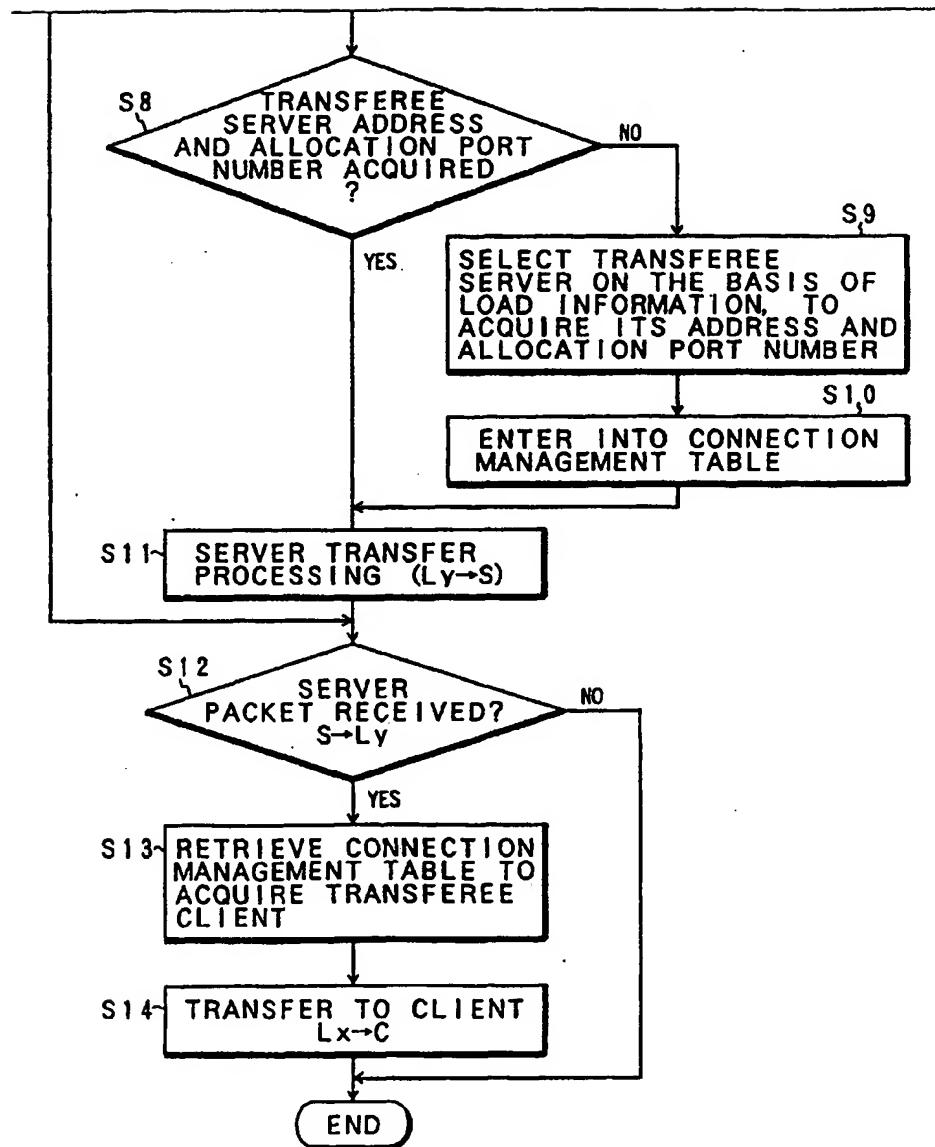 S8
TRANSFEREE
SERVER ADDRESS
AND ALLOCATION PORT
NUMBER ACQUIRED
?
NO
YES
S9
SELECT TRANSFEREE
SERVER ON THE BASIS OF
LOAD INFORMATION, TO
ACQUIRE ITS ADDRESS AND
ALLOCATION PORT NUMBER
S10
ENTER INTO CONNECTION
MANAGEMENT TABLE
S11
SERVER TRANSFER
PROCESSING (Ly→S)
S12
SERVER
PACKET RECEIVED?
S→Ly
NO
YES
S13
RETRIEVE CONNECTION
MANAGEMENT TABLE TO
ACQUIRE TRANSFEREE
CLIENT
S14
TRANSFER TO CLIENT
Lx→C
END